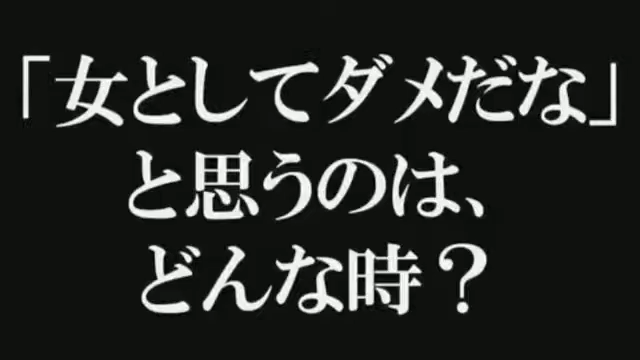 「女としてダメだな」
と思うのは、
どんな時？